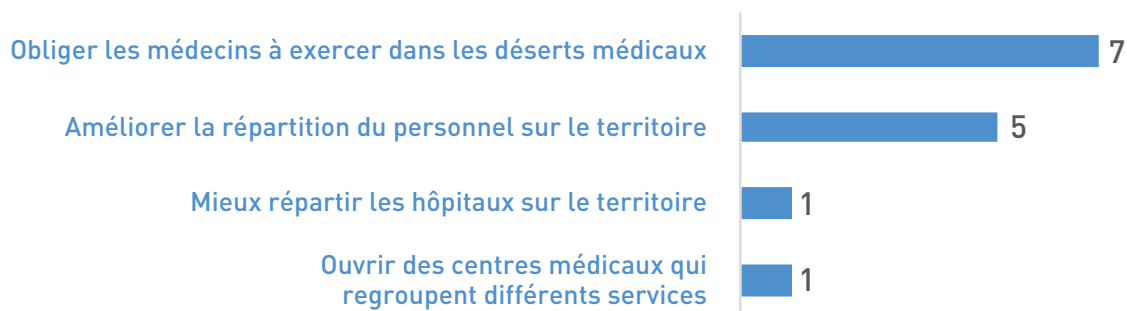 Obliger les médecins à exercer dans les déserts médicaux 7
Améliorer la répartition du personnel sur le territoire 5
Mieux répartir les hôpitaux sur le territoire 1
Ouvrir des centres médicaux qui
regroupent différents services 1